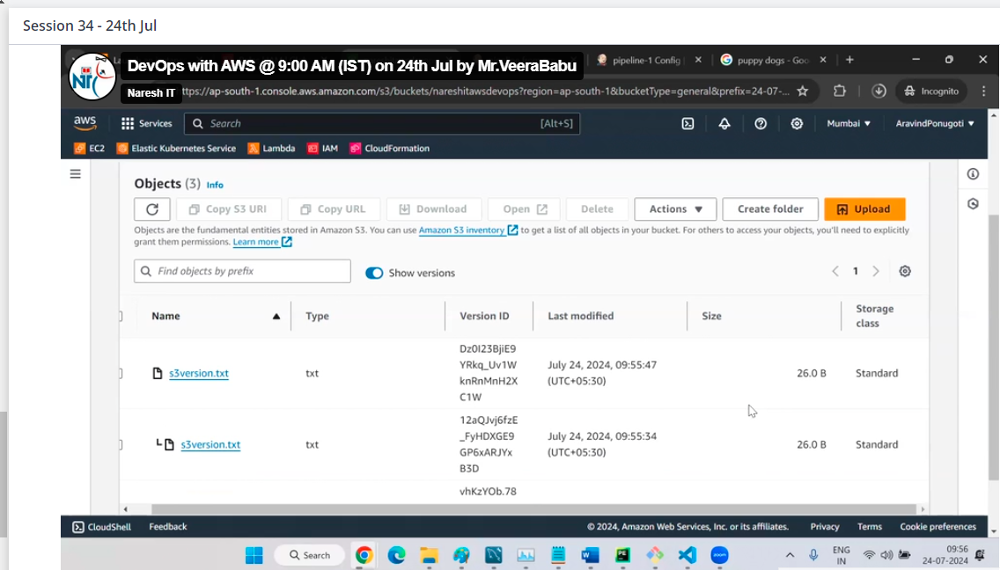 Session 34 - 24th Jul
DevOps with AWS @ 9:00 AM (IST) on 24th Jul by Mr.VeeraBabu
pipeline-1 Config
puppy dogs - Goo
Naresh IT
ttps://ap-south-1.console.aws.amazon.com/s3/buckets/nareshitawsdevops?region=ap-south-1&bucketType=general&prefix=24-07-...
Incognito
aws
Services
Search
[Alt+S]
Mumbai
AravindPonugoti
EC2
Elastic Kubernetes Service
Lambda
IAM
CloudFormation
Objects (3) Info
Copy S3 URI
Copy URL
Download
Open
Delete
Actions
Create folder
Upload
Objects are the fundamental entities stored in Amazon S3. You can use Amazon S3 inventory to get a list of all objects in your bucket. For others to access your objects, you'll need to explicitly
grant them permissions. Learn more
Find objects by prefix
Show versions
1
Name
Type
Version ID
Last modified
Size
Storage
class
s3version.txt
txt
Dz0I23BjiE9
YRkq_Uv1W
knRnMnH2X
C1W
July 24, 2024, 09:55:47
(UTC+05:30)
26.0 B
Standard
s3version.txt
txt
12aQJvj6fzE
_FyHDXGE9
GP6xARJYx
B3D
July 24, 2024, 09:55:34
(UTC+05:30)
26.0 B
Standard
vhKzYOb.78
CloudShell
Feedback
© 2024, Amazon Web Services, Inc. or its affiliates.
Privacy
Terms
Cookie preferences
Search
ENG
IN
09:56
24-07-2024